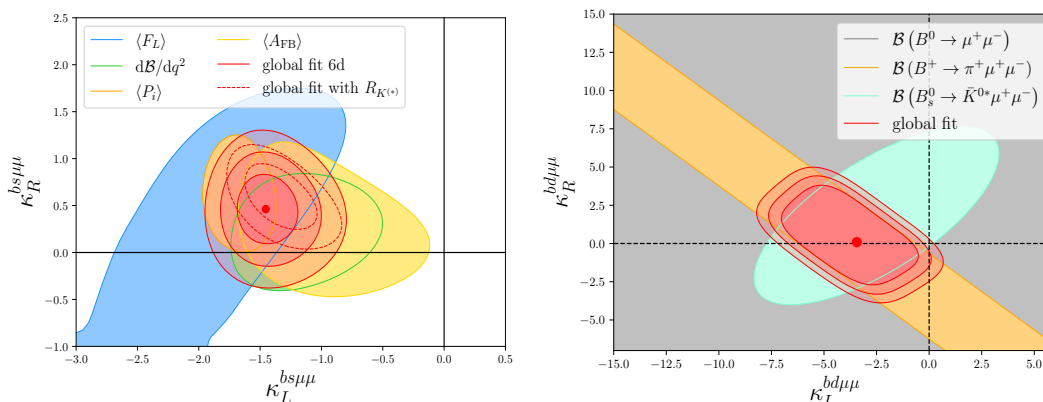 2.5
2.0
1.5
1.0
0.5
0.0
−0.5
−1.0
κ_R^{bsμμ}
⟨F_L⟩
dB/dq²
⟨P_i⟩
⟨A_FB⟩
global fit 6d
global fit with R_{K^{(*)}}
−3.0 −2.5 −2.0 −1.5 −1.0 −0.5 0.0 0.5
κ_L^{bsμμ}
15.0
12.5
10.0
7.5
5.0
2.5
0.0
−2.5
−5.0
κ_R^{bdμμ}
B (B⁰ → μ⁺μ⁻)
B (B⁺ → π⁺μ⁺μ⁻)
B (B_s⁰ → K̄^{0*}μ⁺μ⁻)
global fit
−15.0 −12.5 −10.0 −7.5 −5.0 −2.5 0.0 2.5 5.0
κ_L^{bdμμ}